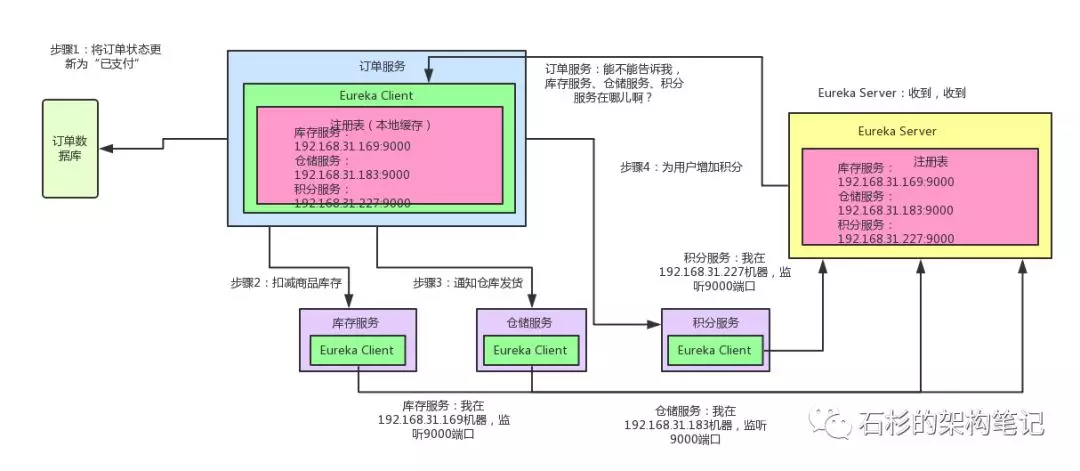 步骤1：将订单状态更
新为“已支付”
订单数
据库
订单服务
Eureka Client
注册表（本地缓存）
库存服务：
192.168.31.169:9000
仓储服务：
192.168.31.183:9000
积分服务：
192.168.31.227:9000
订单服务：能不能告诉我，
库存服务、仓储服务、积分
服务在哪儿啊？
Eureka Server：收到，收到
Eureka Server
注册表
库存服务：
192.168.31.169:9000
仓储服务：
192.168.31.183:9000
积分服务：
192.168.31.227:9000
步骤4：为用户增加积分
步骤2：扣减商品库存
步骤3：通知仓库发货
积分服务：我在
192.168.31.227机器，监
听9000端口
库存服务
Eureka Client
仓储服务
Eureka Client
积分服务
Eureka Client
库存服务：我在
192.168.31.169机器，监
听9000端口
仓储服务：我在
192.168.31.183机器，监听
9000端口
石杉的架构笔记